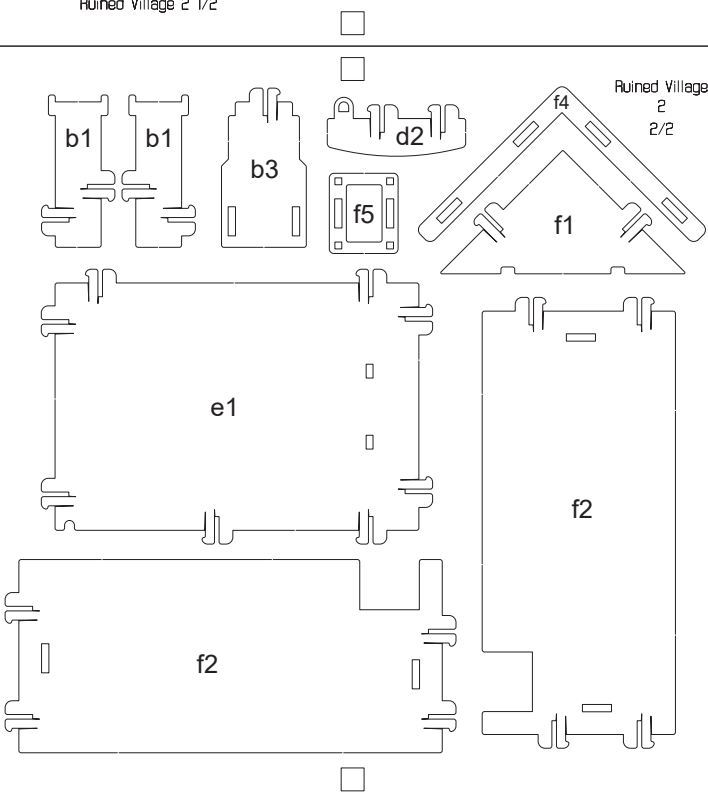 Ruined Village 2 1/2
Ruined Village
2
2/2
b1
b1
b3
d2
f4
f5
f1
e1
f2
f2